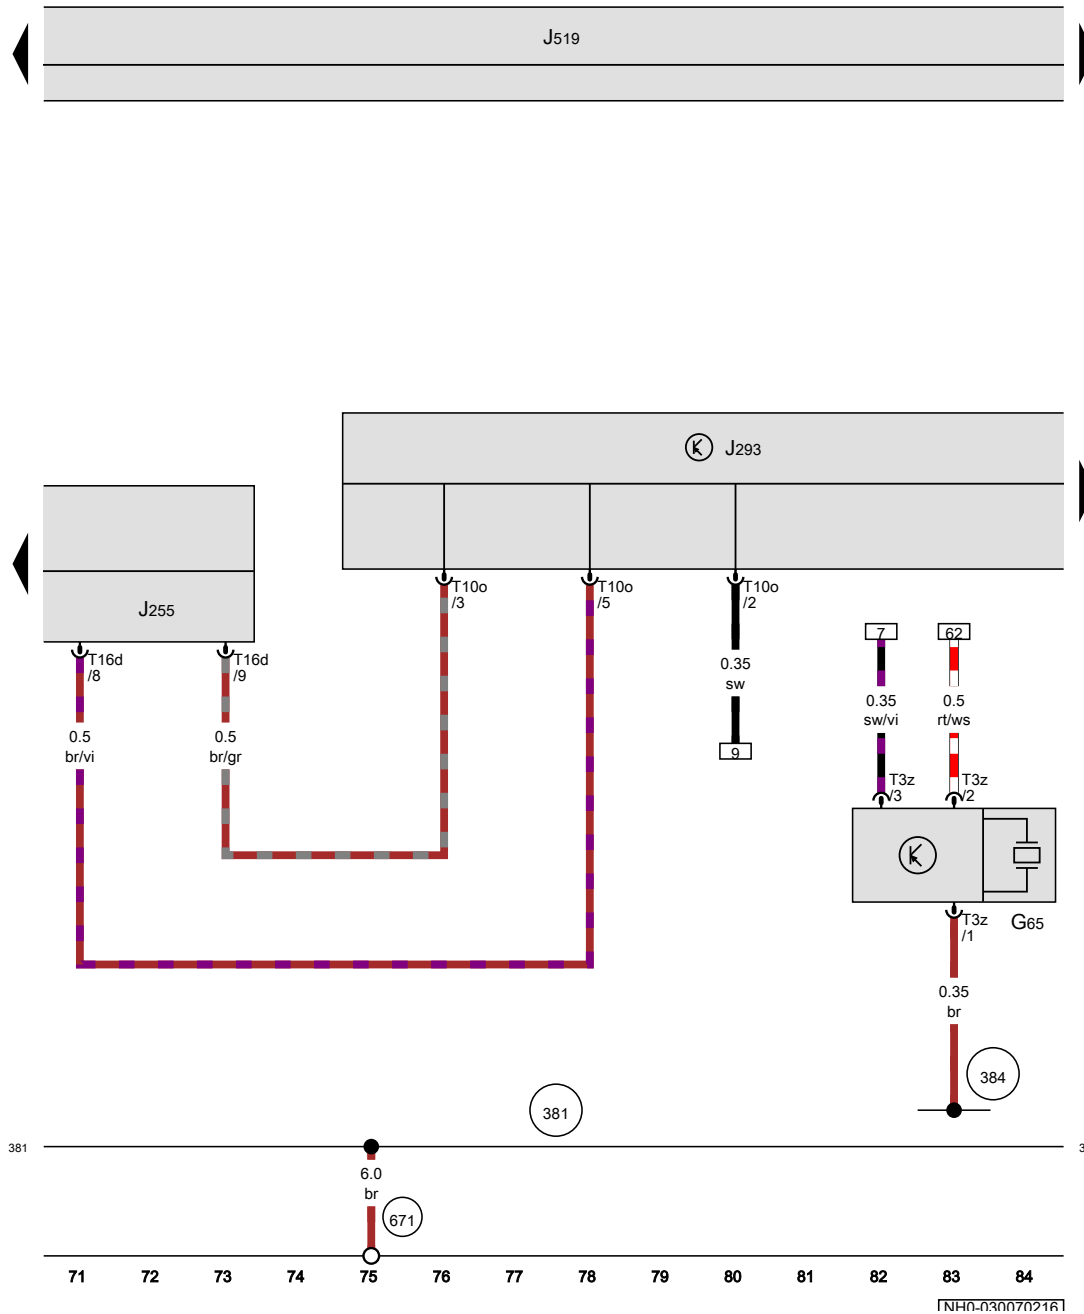 J519
J293
J255
T10o
/3
T10o
/5
T10o
/2
T16d
/8
T16d
/9
7
62
0.35
sw
0.35
sw/vi
0.5
rt/ws
0.5
br/vi
0.5
br/gr
9
T3z
/3
T3z
/2
T3z
/1
G65
0.35
br
384
381
381
3
6.0
br
671
71 72 73 74 75 76 77 78 79 80 81 82 83 84
NH0-030070216